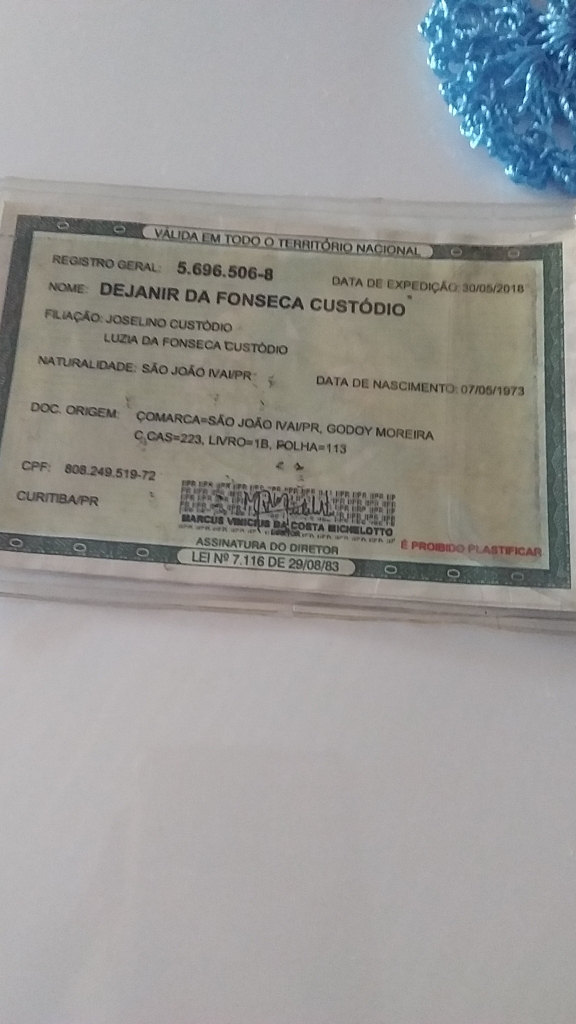 VÁLIDA EM TODO O TERRITÓRIO NACIONAL
REGISTRO GERAL: 5.696.506-8 DATA DE EXPEDIÇÃO: 30/05/2018
NOME: DEJANIR DA FONSECA CUSTÓDIO
FILIAÇÃO: JOSELINO CUSTÓDIO
LUZIA DA FONSECA CUSTÓDIO
NATURALIDADE: SÃO JOÃO IVAI/PR DATA DE NASCIMENTO: 07/05/1973
DOC. ORIGEM: COMARCA=SÃO JOÃO IVAI/PR, GODOY MOREIRA
C.CAS=223, LIVRO=1B, FOLHA=113
CPF: 808.249.519-72
CURITIBA/PR
MARCUS VINICIUS DA COSTA MICHELOTTO
DIRETOR
ASSINATURA DO DIRETOR
É PROIBIDO PLASTIFICAR
LEI Nº 7.116 DE 29/08/83